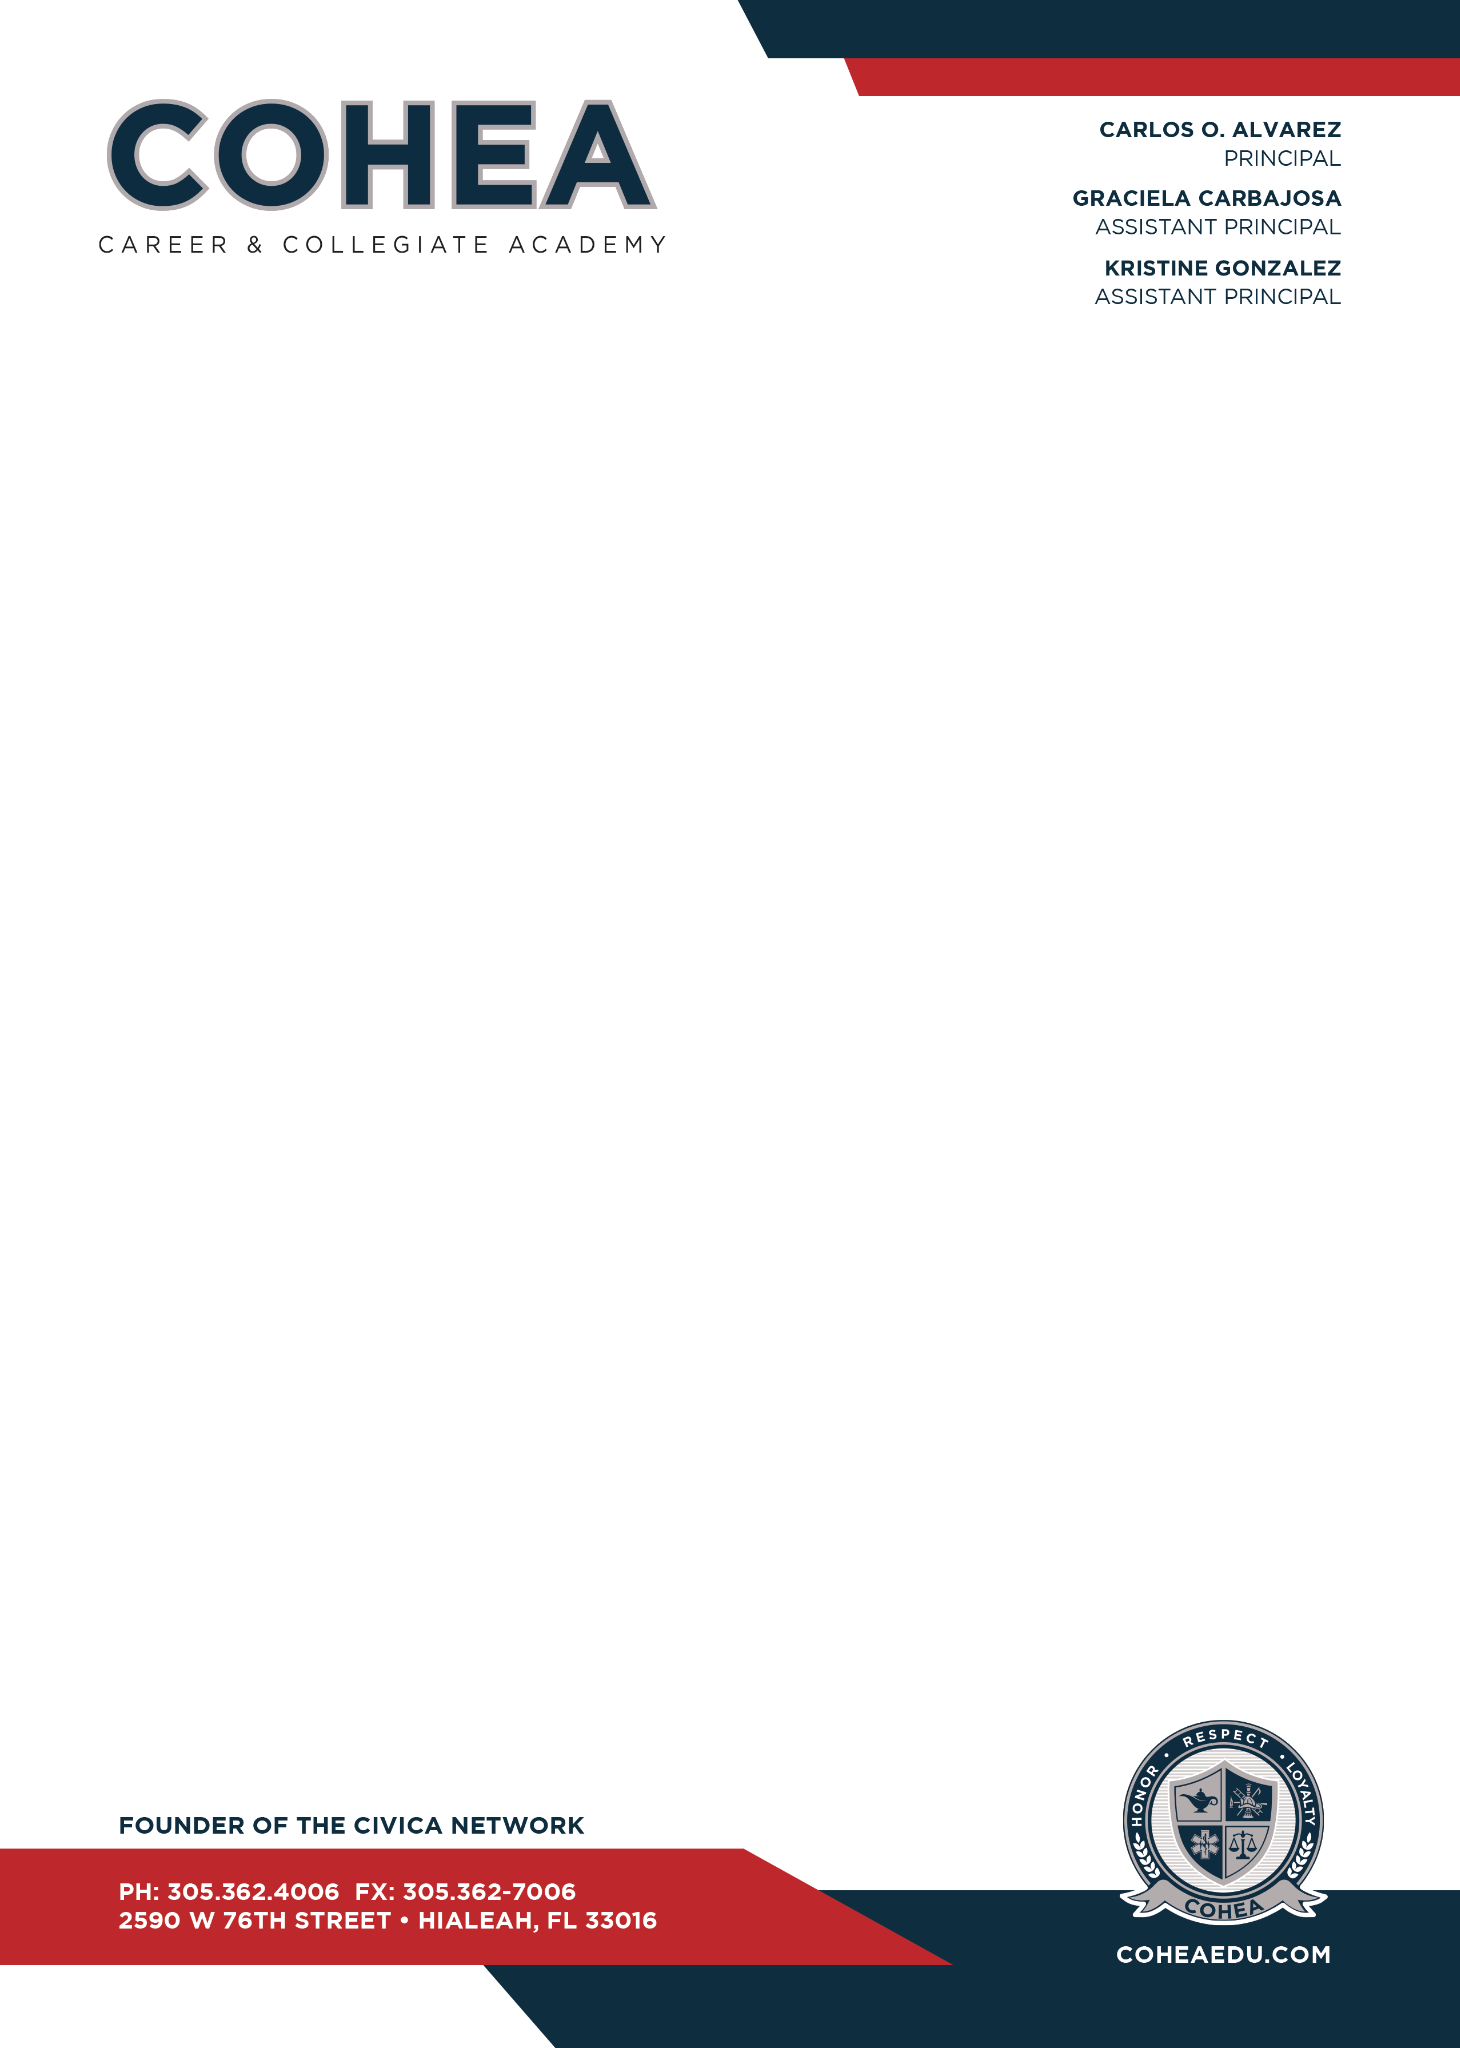 COHEA
CAREER & COLLEGIATE ACADEMY
CARLOS O. ALVAREZ
PRINCIPAL
GRACIELA CARBAJOSA
ASSISTANT PRINCIPAL
KRISTINE GONZALEZ
ASSISTANT PRINCIPAL
FOUNDER OF THE CIVICA NETWORK
PH: 305.362.4006 FX: 305.362-7006
2590 W 76TH STREET • HIALEAH, FL 33016
HONOR • RESPECT • LOYALTY
COHEA
COHEAEDU.COM